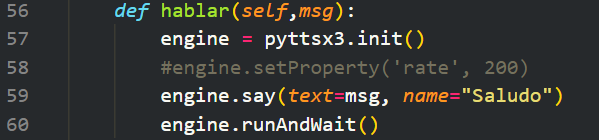 56 def hablar(self,msg):
57 engine = pyttsx3.init()
58 #engine.setProperty('rate', 200)
59 engine.say(text=msg, name="Saludo")
60 engine.runAndWait()